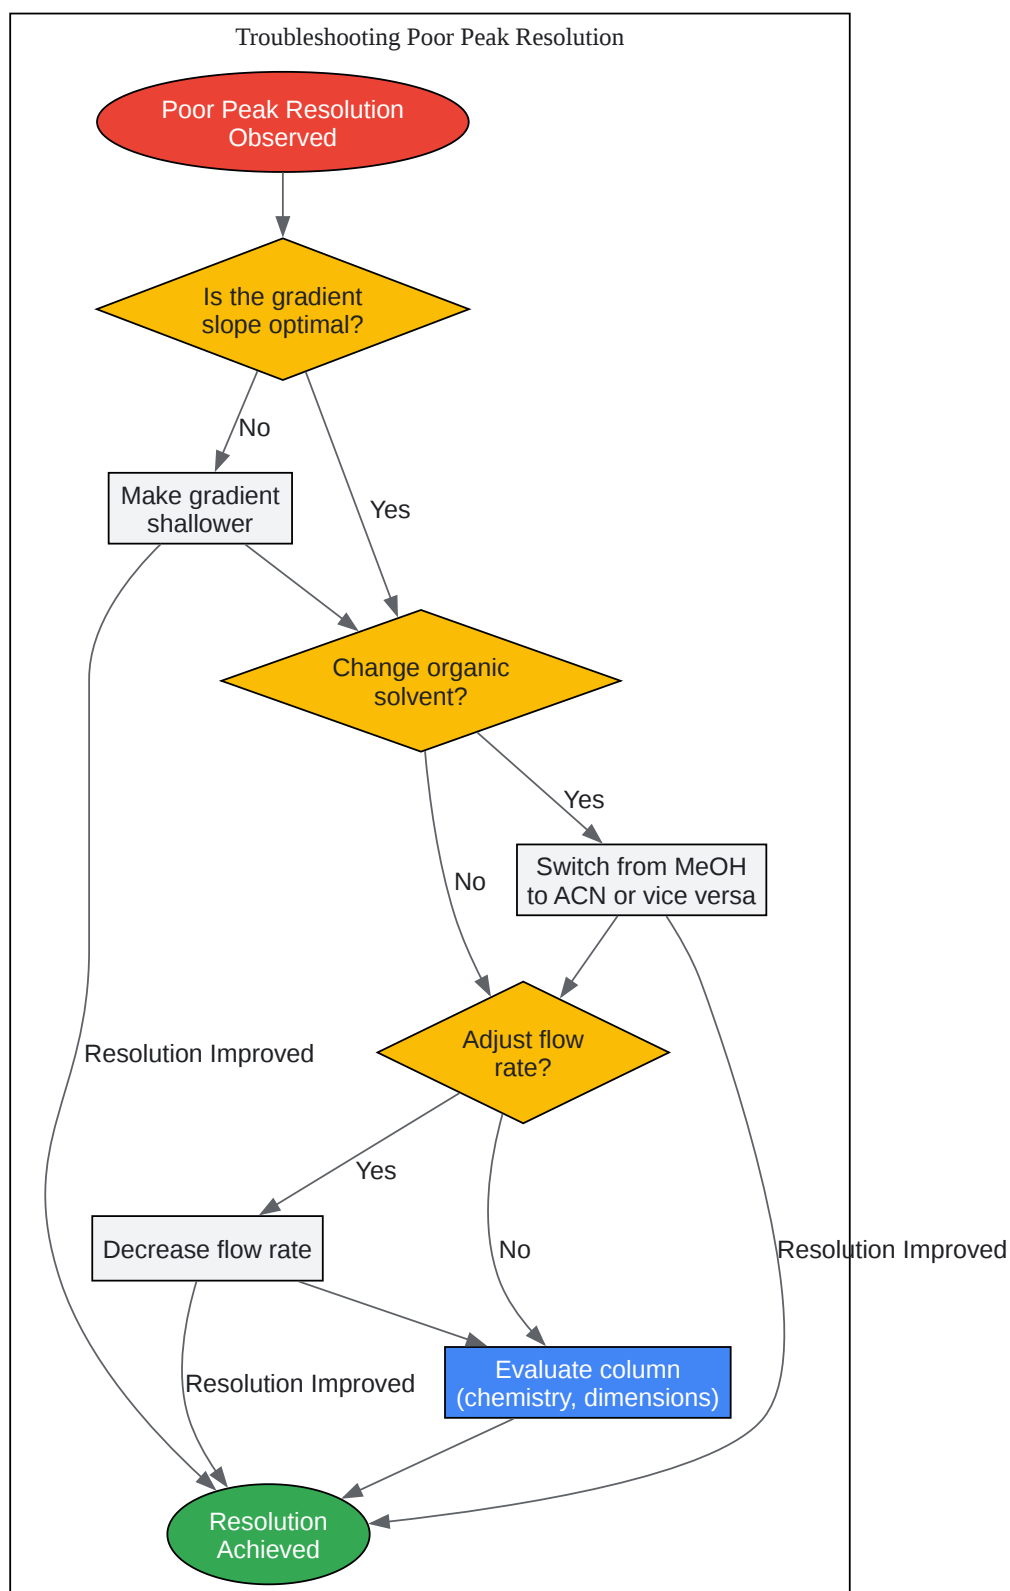 Troubleshooting Poor Peak Resolution
Poor Peak Resolution
Observed
Is the gradient
slope optimal?
No
Make gradient
shallower
Yes
Change organic
solvent?
Yes
Switch from MeOH
to ACN or vice versa
No
Adjust flow
rate?
Resolution Improved
Yes
Decrease flow rate
No
Resolution Improved
Evaluate column
(chemistry, dimensions)
Resolution Improved
Resolution
Achieved